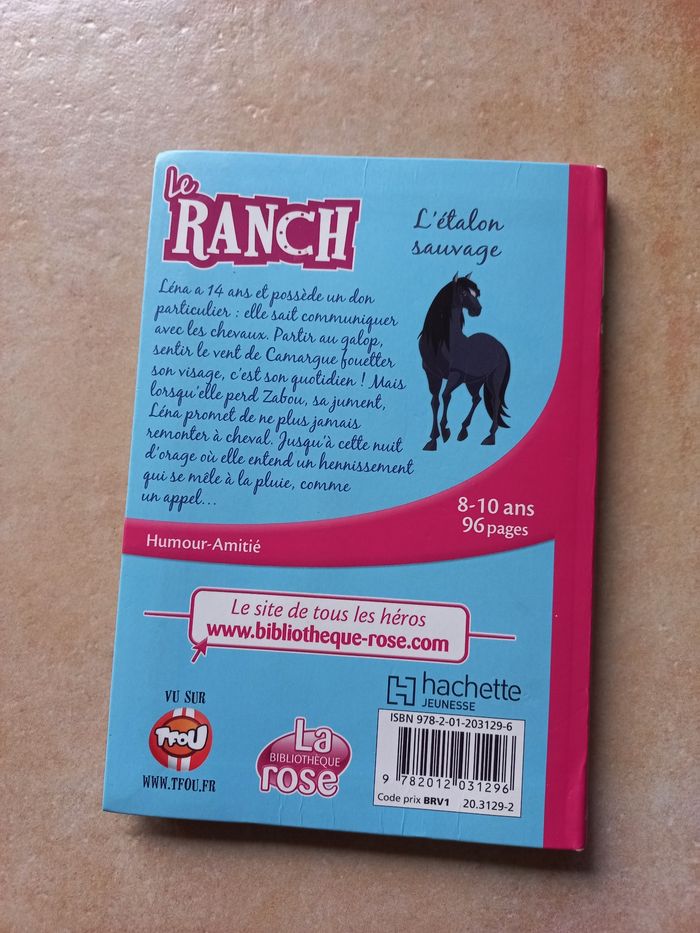 Le
RANCH
L'étalon
sauvage
Léna a 14 ans et possède un don
particulier : elle sait communiquer
avec les chevaux. Partir au galop,
sentir le vent de Camargue fouetter
son visage, c'est son quotidien ! Mais
lorsqu'elle perd Zabou, sa jument,
Léna promet de ne plus jamais
remonter à cheval. Jusqu'à cette nuit
d'orage où elle entend un hennissement
qui se mêle à la pluie, comme
un appel...
8-10 ans
96 pages
Humour-Amitié
Le site de tous les héros
www.bibliotheque-rose.com
hachette
JEUNESSE
VU SUR
TFOU
WWW.TFOU.FR
La
BIBLIOTHÈQUE
rose
ISBN 978-2-01-203129-6
9 782012 031296
Code prix BRV1 20.3129-2